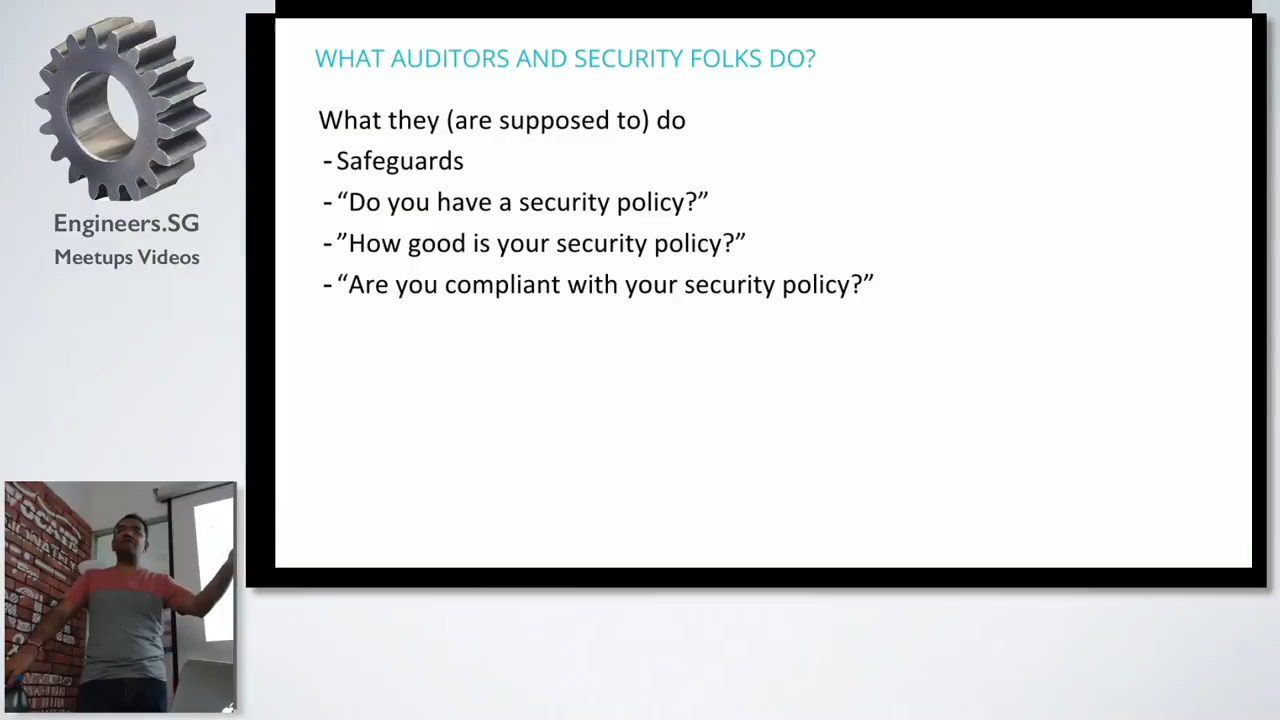 WHAT AUDITORS AND SECURITY FOLKS DO?
What they (are supposed to) do
- Safeguards
- “Do you have a security policy?”
- ”How good is your security policy?”
- “Are you compliant with your security policy?”
Engineers.SG
Meetups Videos